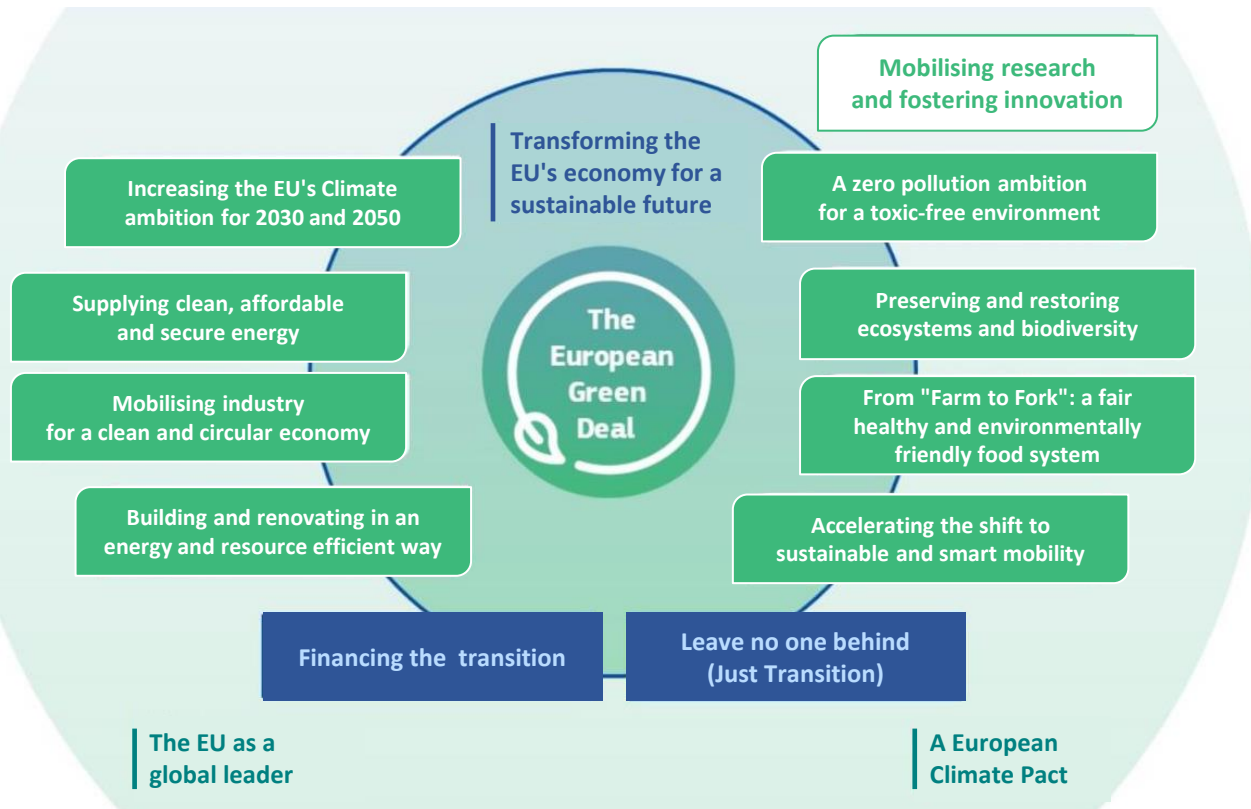 Mobilising research
and fostering innovation
Transforming the
EU's economy for a
sustainable future
Increasing the EU's Climate
ambition for 2030 and 2050
A zero pollution ambition
for a toxic-free environment
Supplying clean, affordable
and secure energy
Preserving and restoring
ecosystems and biodiversity
The
European
Green
Deal
Mobilising industry
for a clean and circular economy
From "Farm to Fork": a fair
healthy and environmentally
friendly food system
Building and renovating in an
energy and resource efficient way
Accelerating the shift to
sustainable and smart mobility
Financing the transition
Leave no one behind
(Just Transition)
The EU as a
global leader
A European
Climate Pact